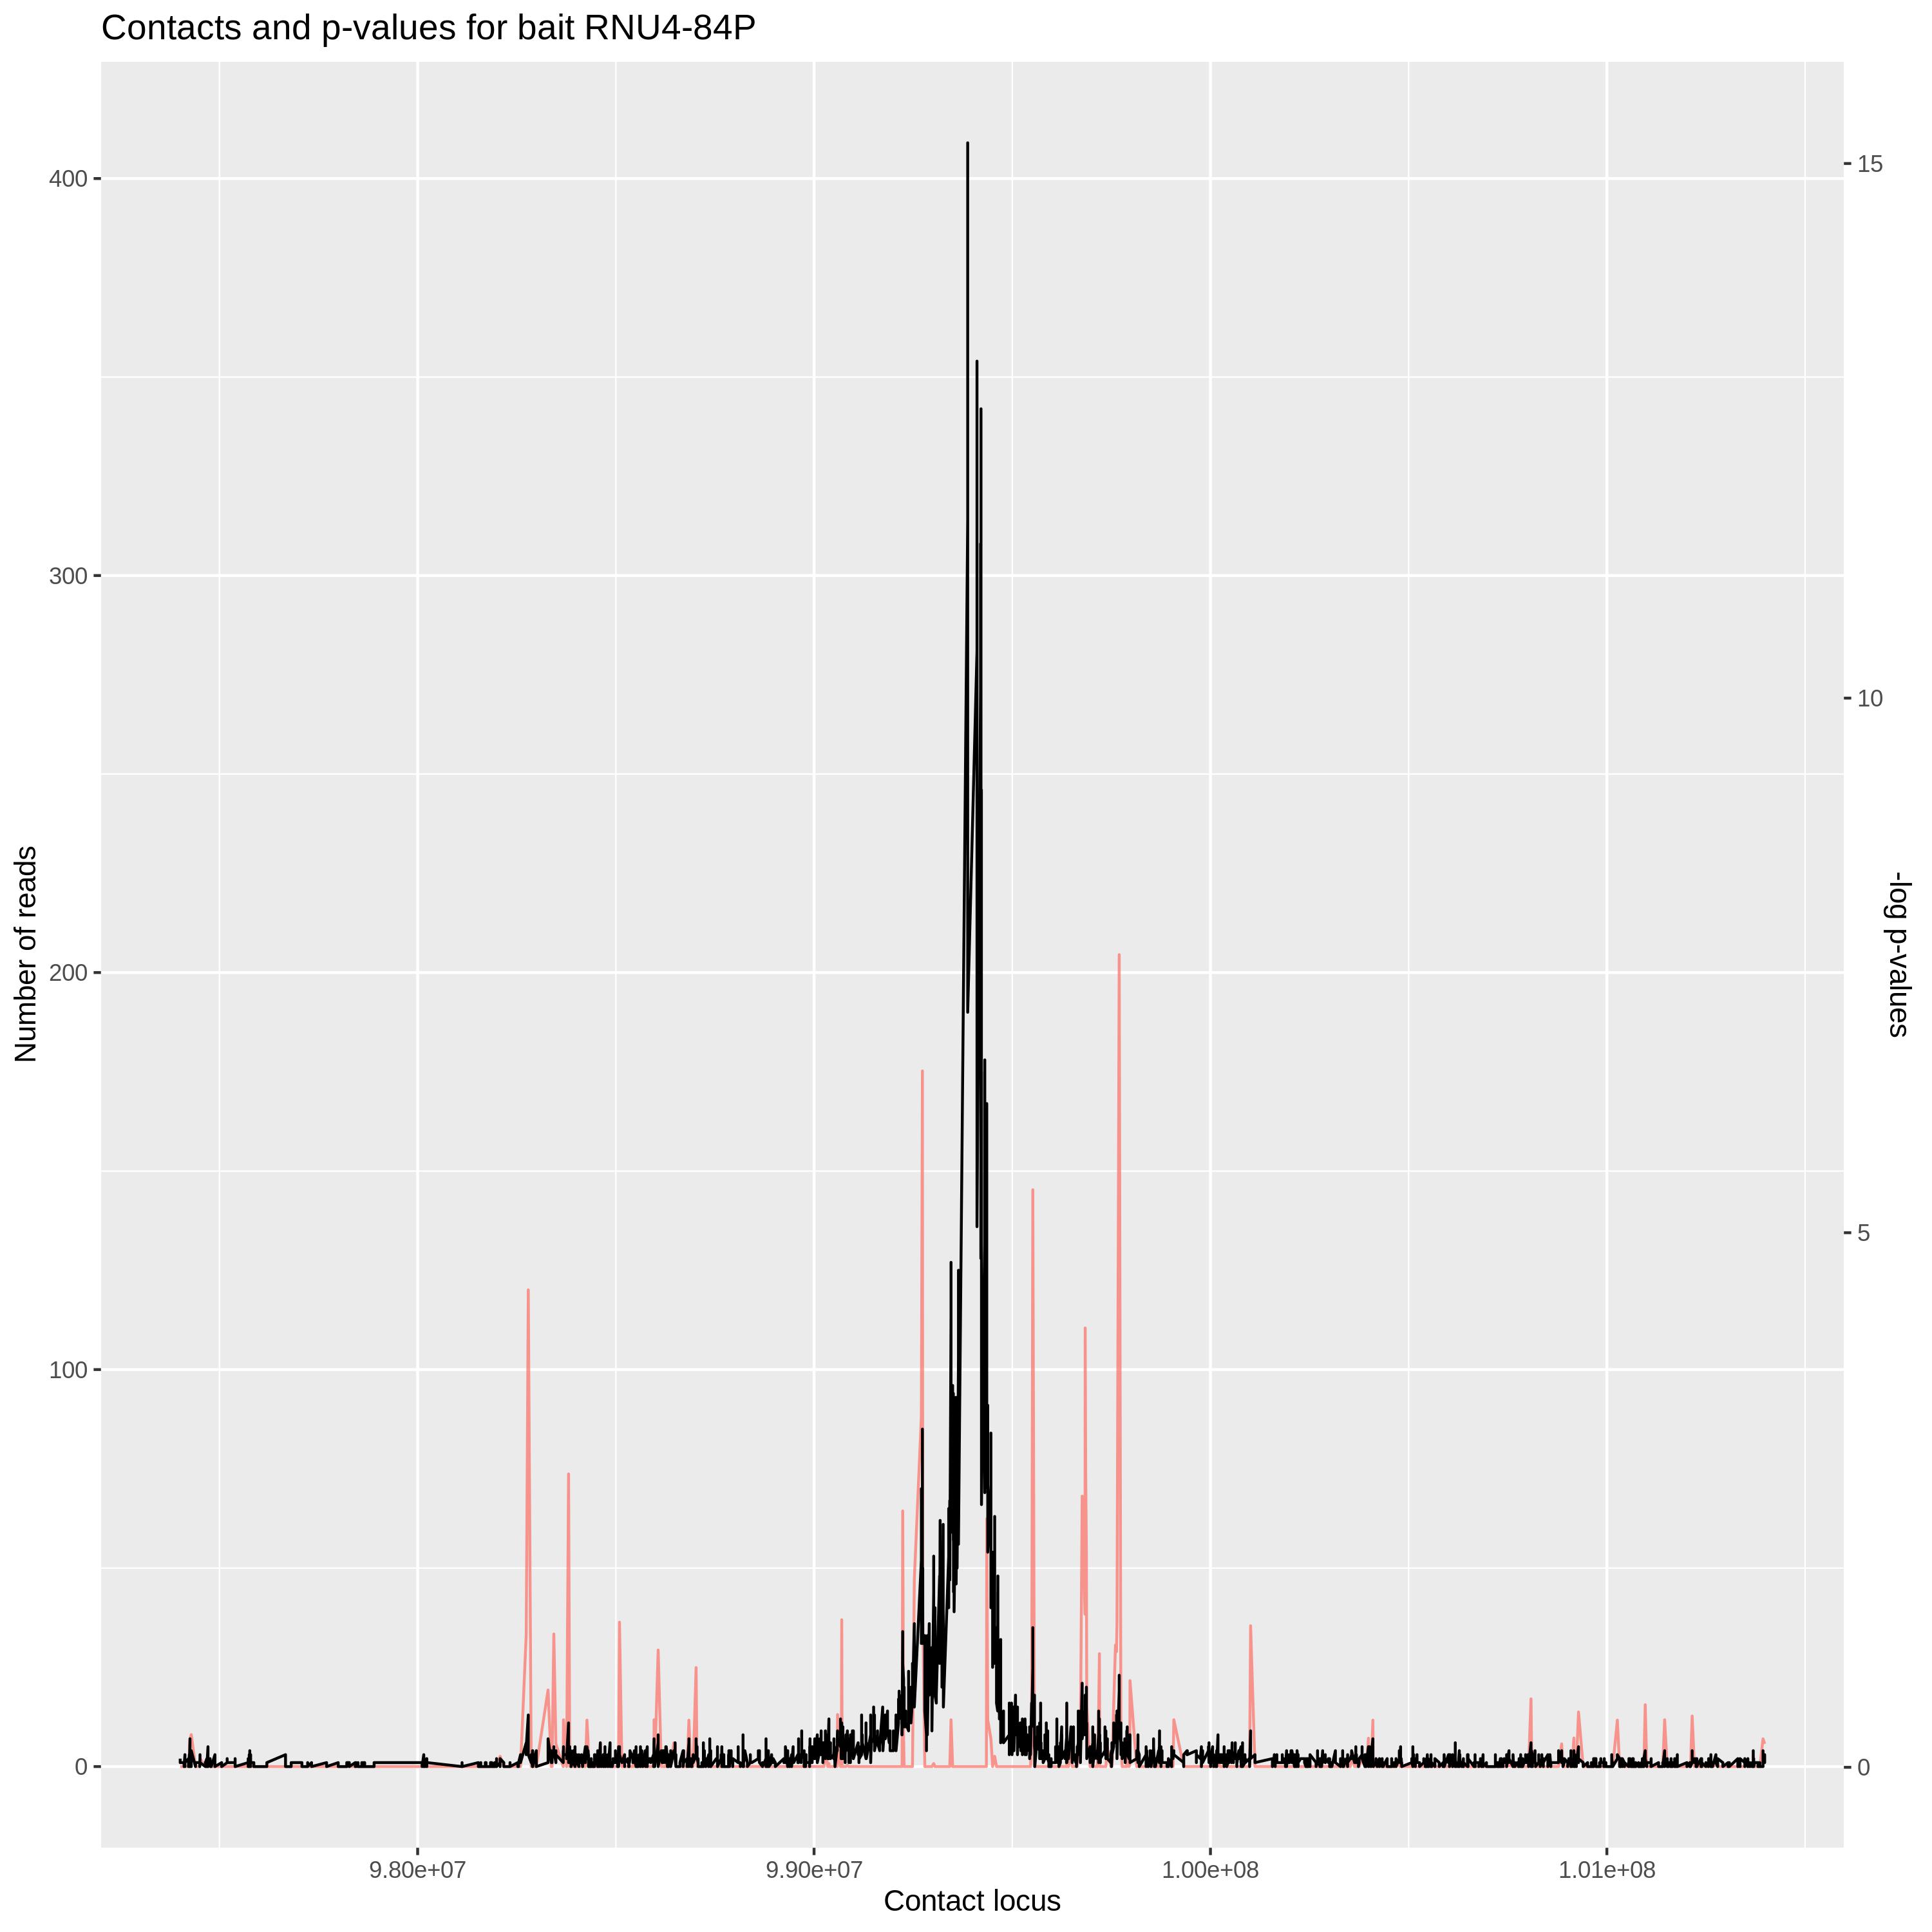 Contacts and p-values for bait RNU4-84P
400
300
200
100
0
Number of reads
15
10
5
0
-log p-values
9.80e+07
9.90e+07
1.00e+08
1.01e+08
Contact locus